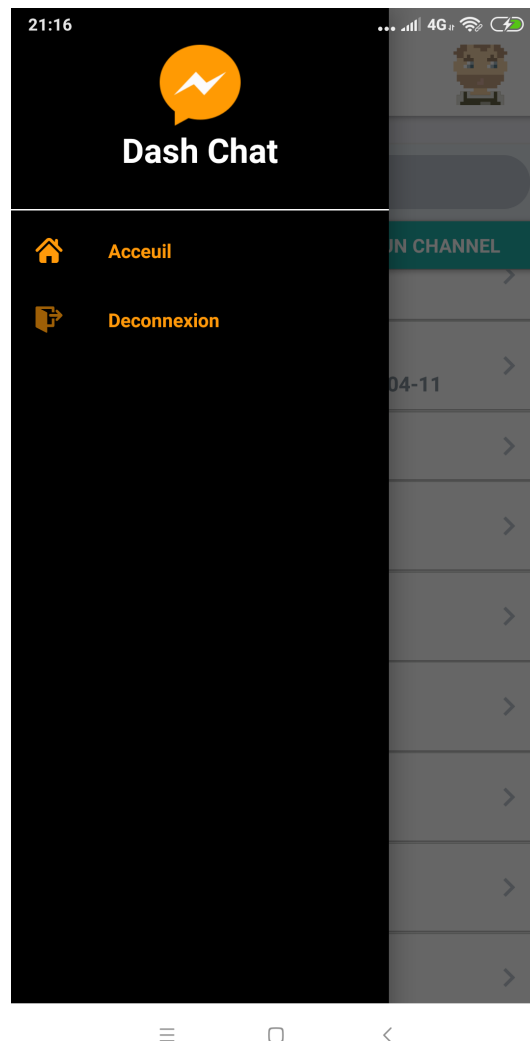 21:16
4G
Dash Chat
UN CHANNEL
Acceuil
04-11
Deconnexion